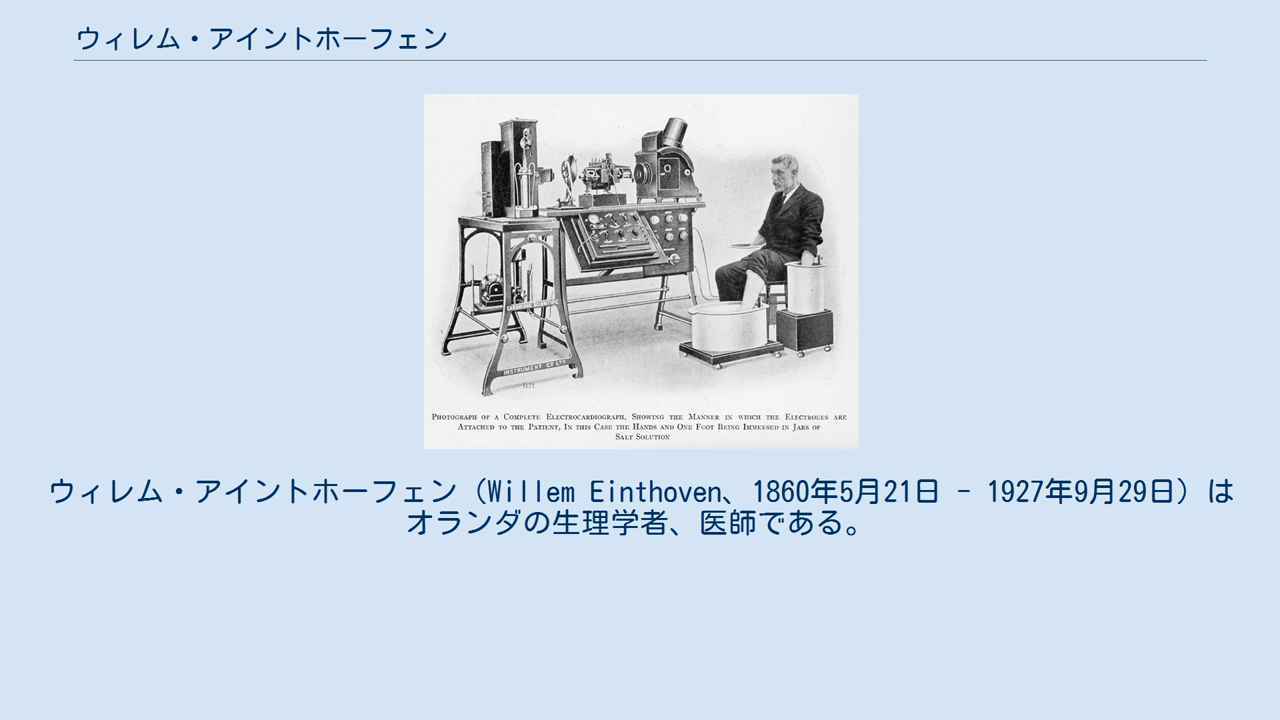 ウィレム・アイントホーフェン
INSTRUMENT CO LTD
PHOTOGRAPH OF A COMPLETE ELECTROCARDIOGRAPH, SHOWING THE MANNER IN WHICH THE ELECTRODES ARE
ATTACHED TO THE PATIENT, IN THIS CASE THE HANDS AND ONE FOOT BEING IMMERSED IN JARS OF
SALT SOLUTION
ウィレム・アイントホーフェン（Willem Einthoven、1860年5月21日 - 1927年9月29日）は
オランダの生理学者、医師である。